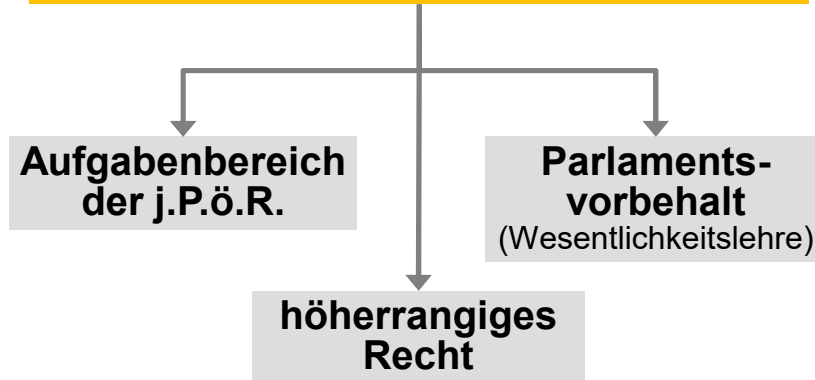 Aufgabenbereich
der j.P.ö.R.
Parlaments-
vorbehalt
(Wesentlichkeitslehre)
höherrangiges
Recht